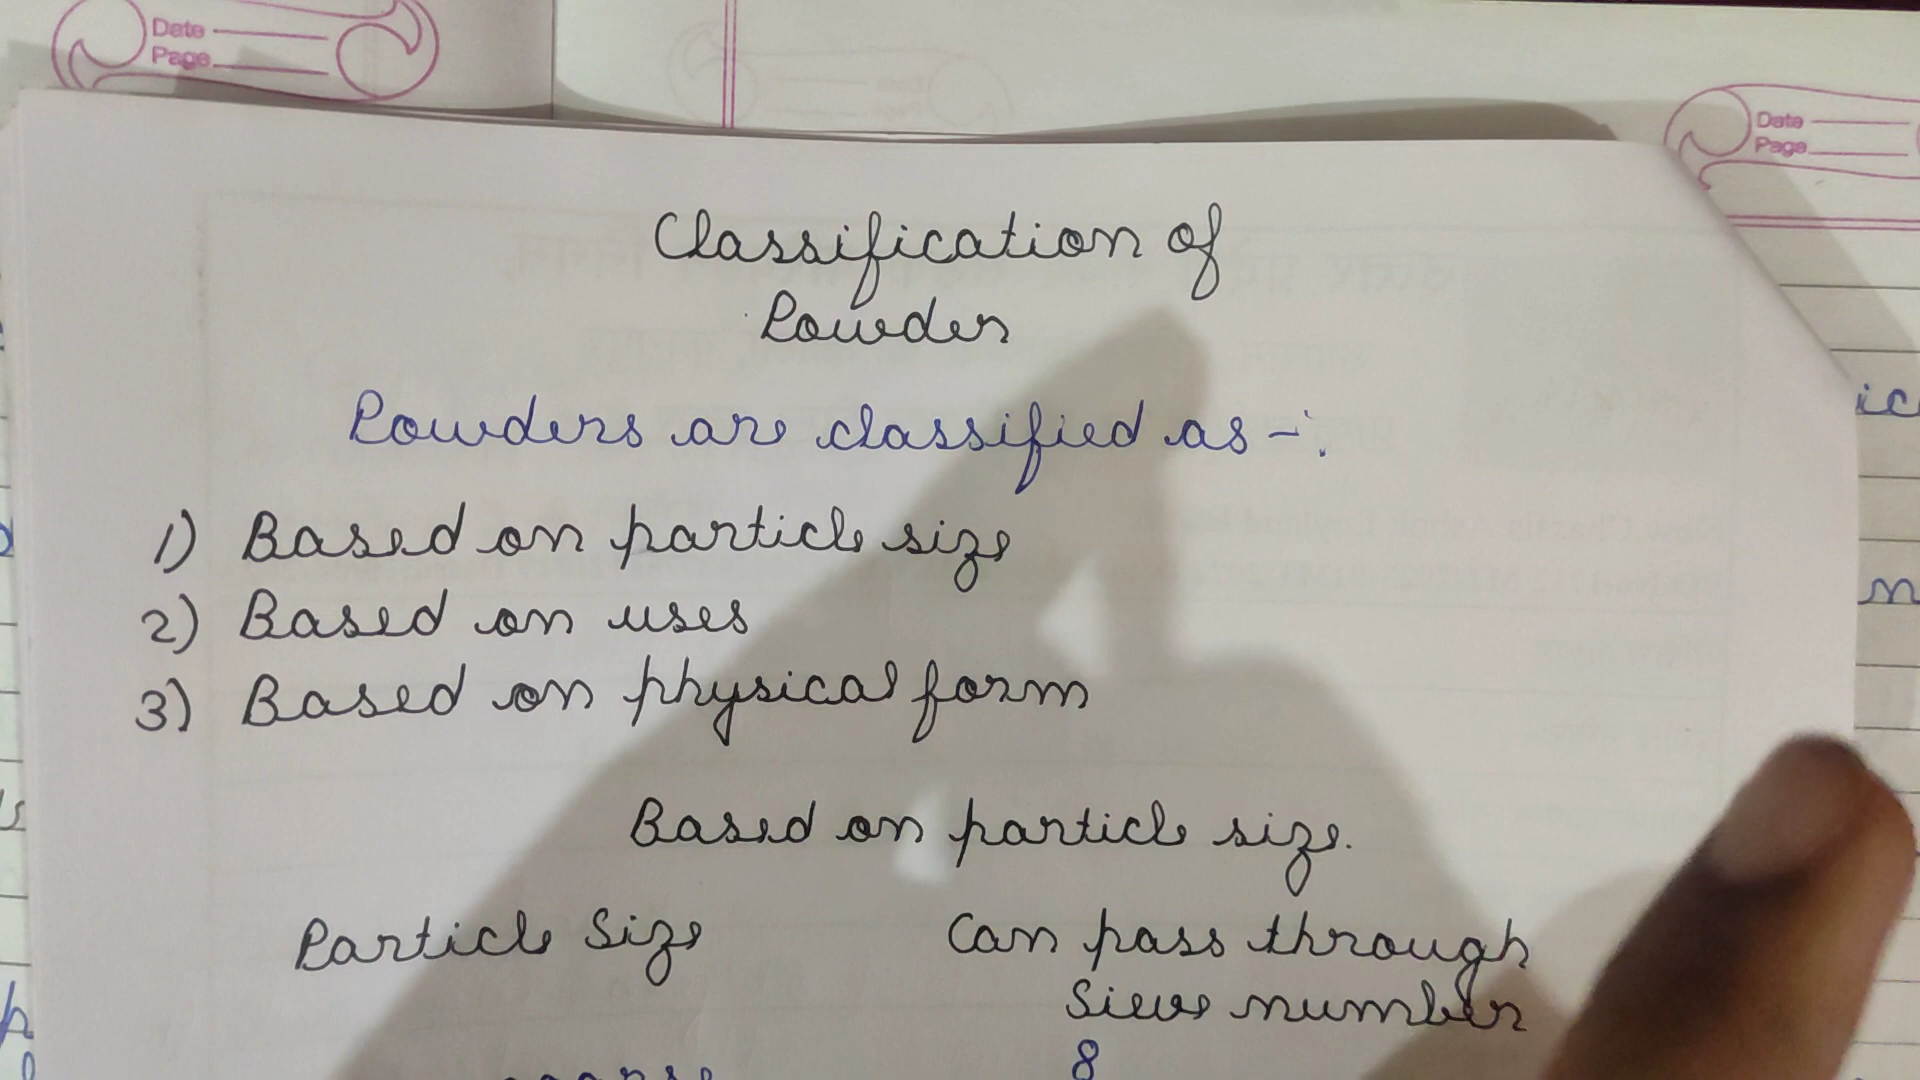 Date
Page
Date
Page
Classification of
Powder
Powders are classified as -:
1) Based on particle size
2) Based on uses
3) Based on physical form
Based on particle size.
Particle Size Can pass through
Sieve number
8